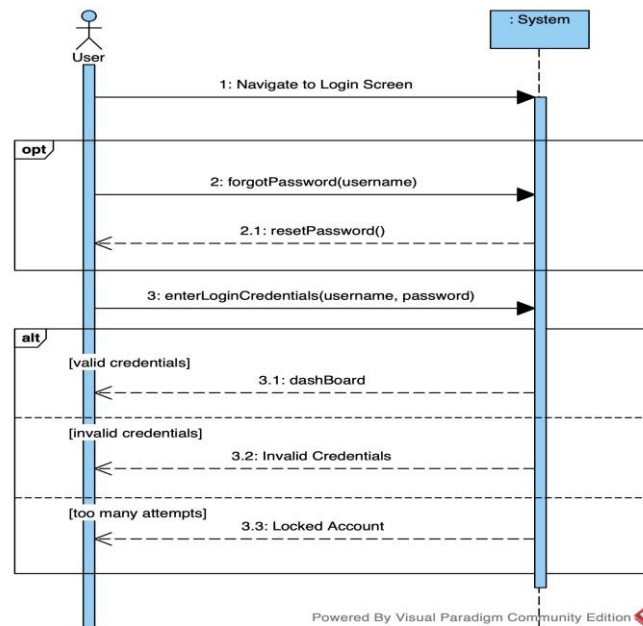 : System
User
1: Navigate to Login Screen
opt
2: forgotPassword(username)
2.1: resetPassword()
3: enterLoginCredentials(username, password)
alt
[valid credentials]
3.1: dashBoard
[invalid credentials]
3.2: Invalid Credentials
[too many attempts]
3.3: Locked Account
Powered By Visual Paradigm Community Edition